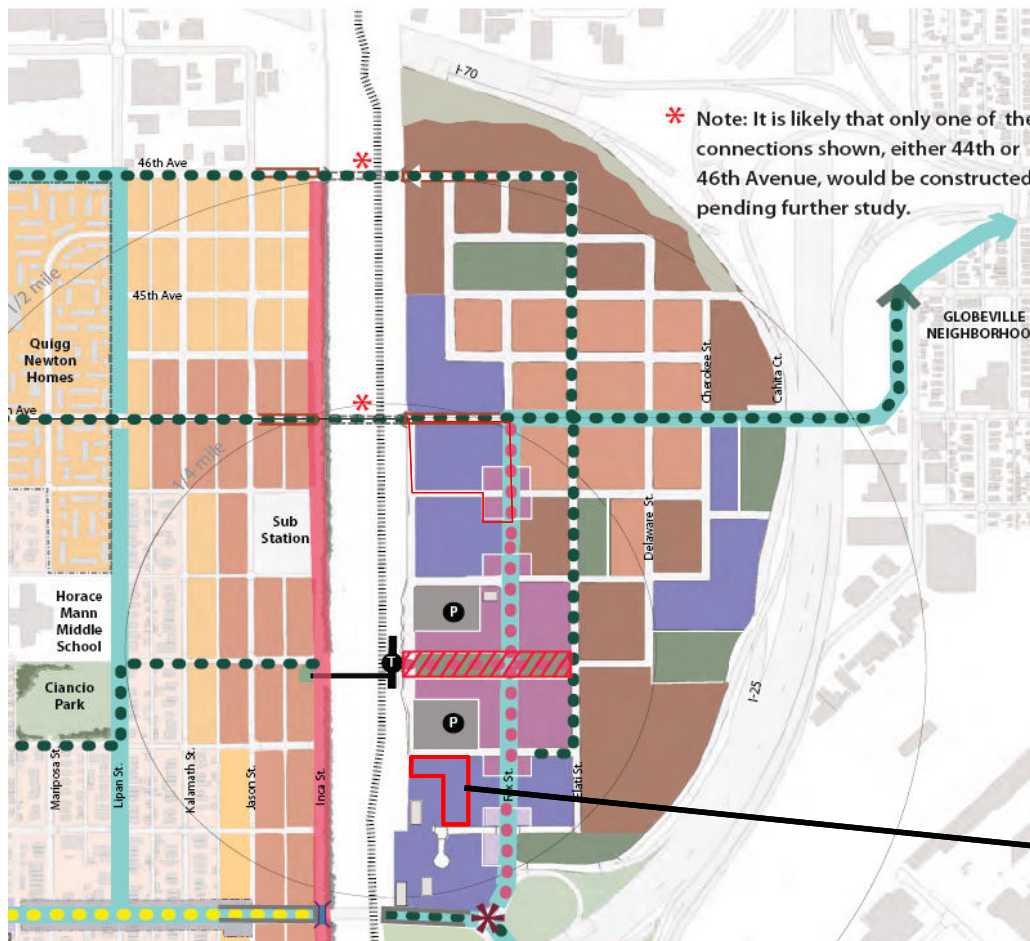 I-70
* Note: It is likely that only one of the
connections shown, either 44th or
46th Avenue, would be constructed
pending further study.
46th Ave
*
1/2 mile
45th Ave
GLOBEVILLE
NEIGHBORHOO
Quigg
Newton
Homes
Cherokee St.
Cahita Ct.
h Ave
*
1/4 mile
Sub
Station
Delaware St.
Horace
Mann
Middle
School
P
T
Ciancio
Park
I-25
P
Mariposa St.
Lipan St.
Kalamath St.
Jason St.
Inca St.
Fox St.
Elati St.